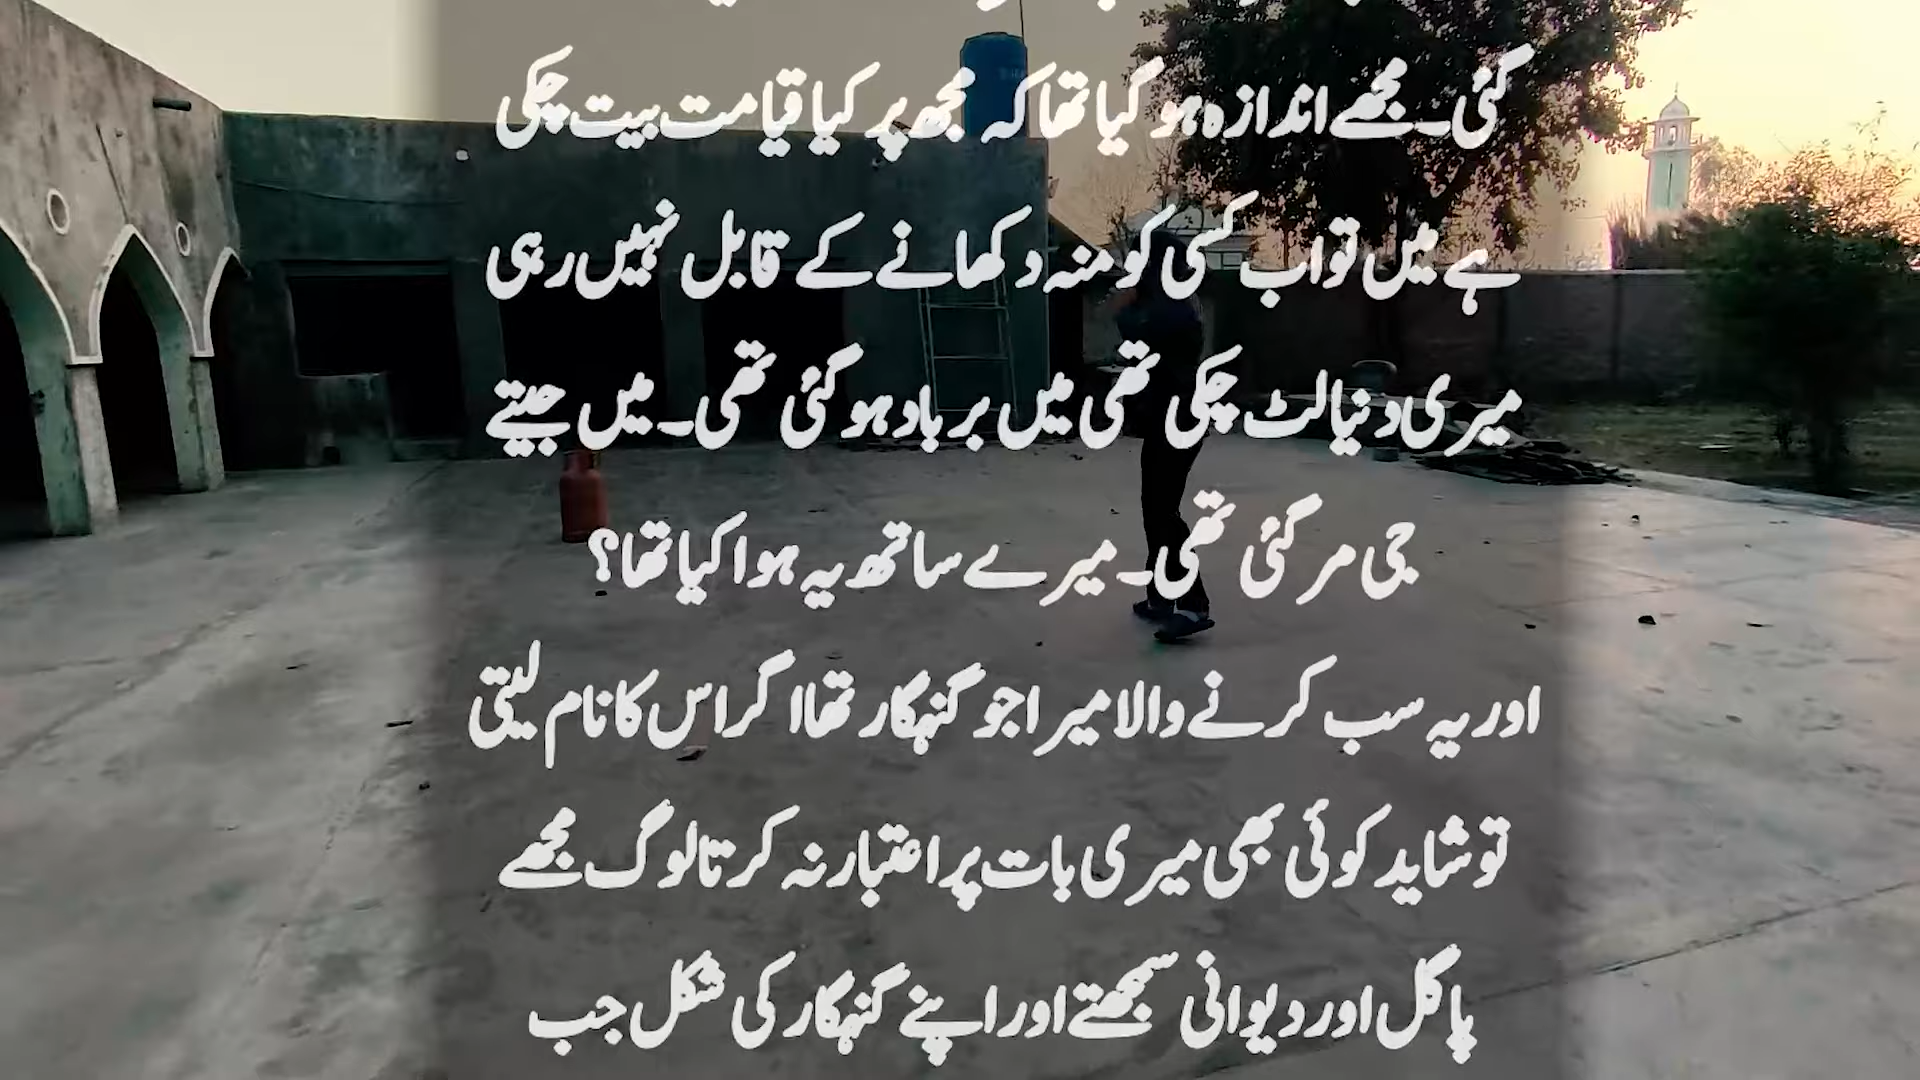 گئی۔ مجھے اندازہ ہو گیا تھا کہ مجھ پر کیا قیامت بیت چکی
ہے میں تو اب کسی کو منہ دکھانے کے قابل نہیں رہی
میری دنیا لٹ چکی تھی میں برباد ہو گئی تھی۔ میں جیتے
جی مر گئی تھی۔ میرے ساتھ یہ ہوا کیا تھا؟
اور یہ سب کرنے والا میرا جو گنہگار تھا اگر اس کا نام لیتی
تو شاید کوئی بھی میری بات پر اعتبار نہ کرتا لوگ مجھے
پاگل اور دیوانی سمجھتے اور اپنے گنہگار کی شکل جب